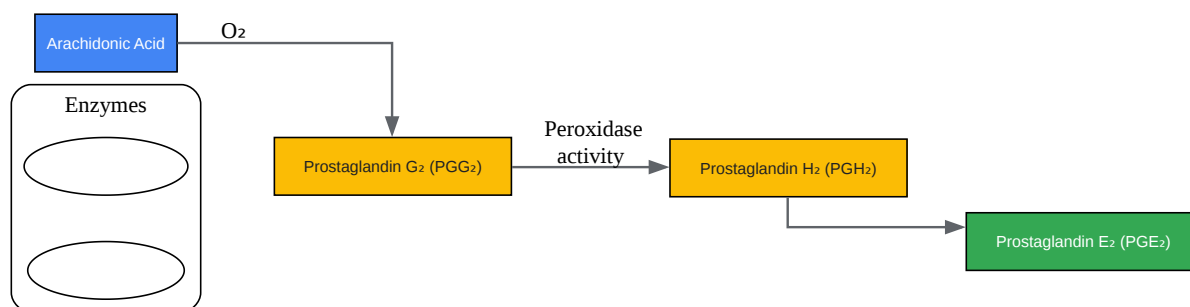 Arachidonic Acid
O₂
Enzymes
Prostaglandin G₂ (PGG₂)
Peroxidase
activity
Prostaglandin H₂ (PGH₂)
Prostaglandin E₂ (PGE₂)